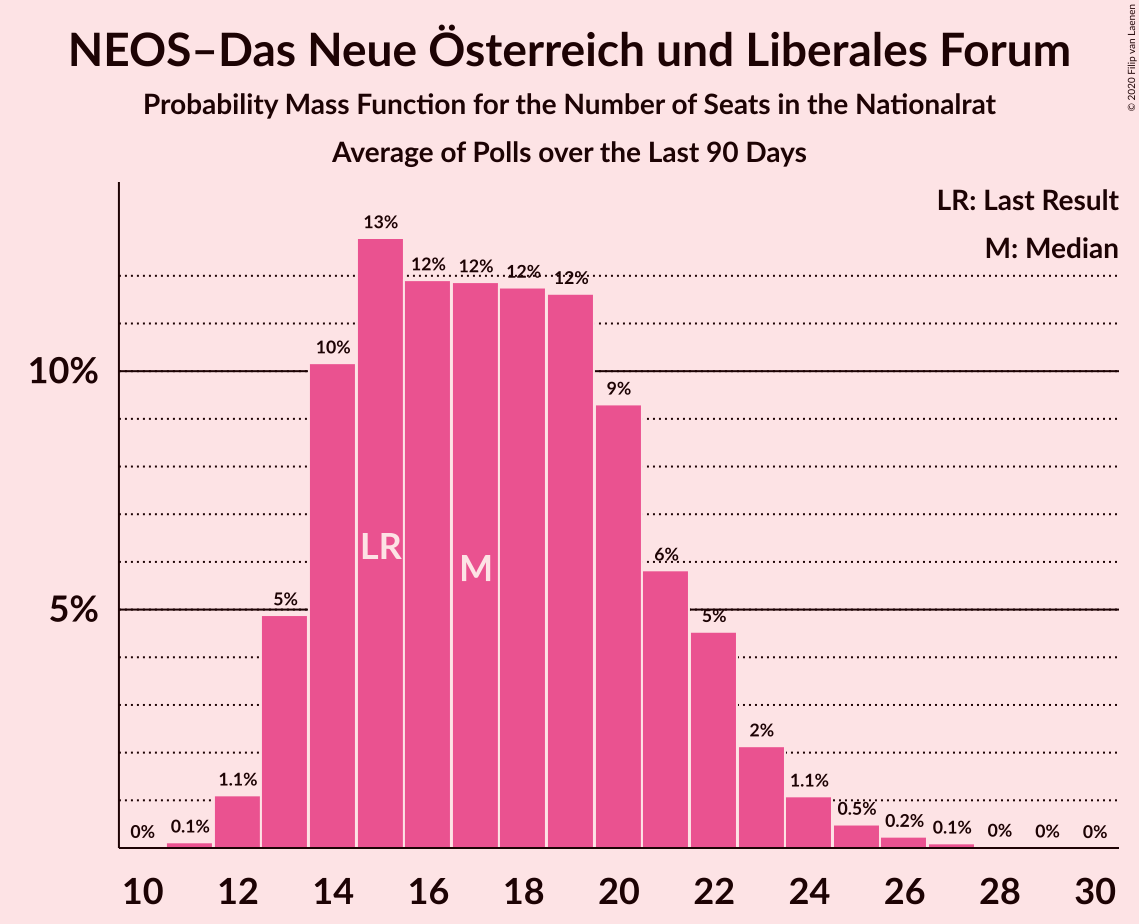 NEOS–Das Neue Österreich und Liberales Forum
Probability Mass Function for the Number of Seats in the Nationalrat
Average of Polls over the Last 90 Days
© 2020 Filip van Laenen
LR: Last Result
M: Median
13%
12% 12% 12% 12%
10%
10%
9%
LR
M
6%
5%
5%
5%
2%
1.1%
1.1%
0% 0.1%
0.5% 0.2% 0.1% 0% 0% 0%
10 12 14 16 18 20 22 24 26 28 30